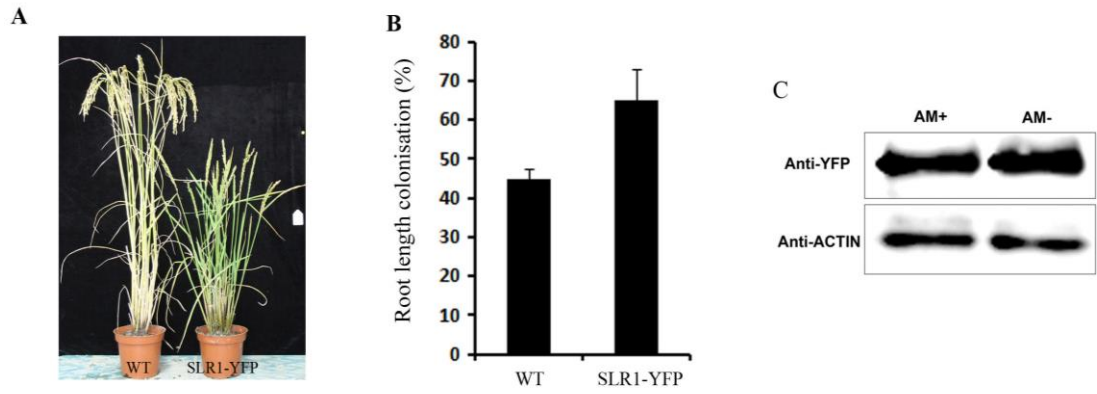 A
WT SLR1-YFP
B
Root length colonisation (%)
80
70
60
50
40
30
20
10
0
WT SLR1-YFP
C
AM+ AM-
Anti-YFP
Anti-ACTIN